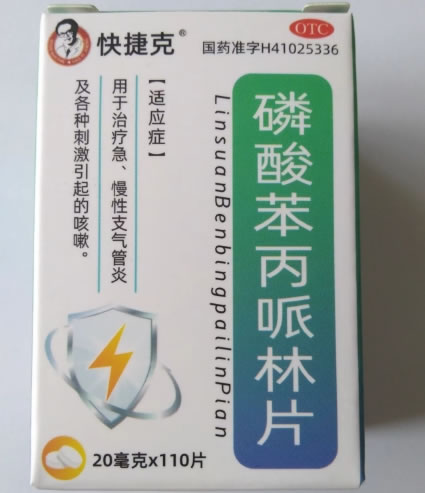 快捷克®
OTC
国药准字H41025336
【适应症】
用于治疗急、慢性支气管炎
及各种刺激引起的咳嗽。
LinsuanBenbingpailinPian
磷酸苯丙哌林片
20毫克x110片